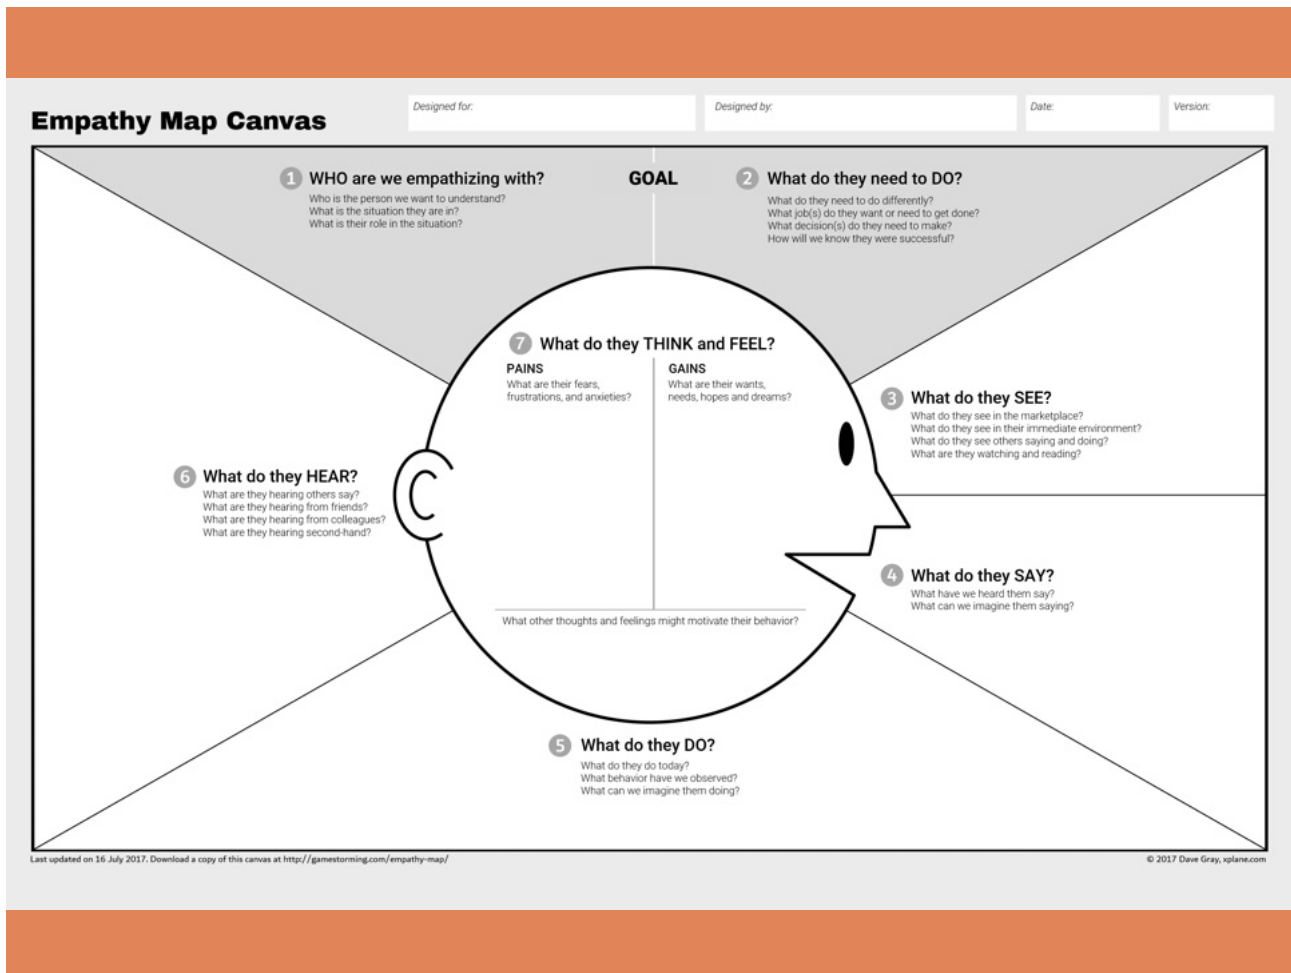 Empathy Map Canvas
Designed for:
Designed by:
Date:
Version:
1 WHO are we empathizing with?
Who is the person we want to understand?
What is the situation they are in?
What is their role in the situation?
GOAL
2 What do they need to DO?
What do they need to do differently?
What job(s) do they want or need to get done?
What decision(s) do they need to make?
How will we know they were successful?
3 What do they SEE?
What do they see in the marketplace?
What do they see in their immediate environment?
What do they see others saying and doing?
What are they watching and reading?
4 What do they SAY?
What have we heard them say?
What can we imagine them saying?
5 What do they DO?
What do they do today?
What behavior have we observed?
What can we imagine them doing?
6 What do they HEAR?
What are they hearing others say?
What are they hearing from friends?
What are they hearing from colleagues?
What are they hearing second-hand?
7 What do they THINK and FEEL?
PAINS
What are their fears,
frustrations, and anxieties?
GAINS
What are their wants,
needs, hopes and dreams?
What other thoughts and feelings might motivate their behavior?
Last updated on 16 July 2017. Download a copy of this canvas at http://gamestorming.com/empathy-map/
© 2017 Dave Gray, xplane.com